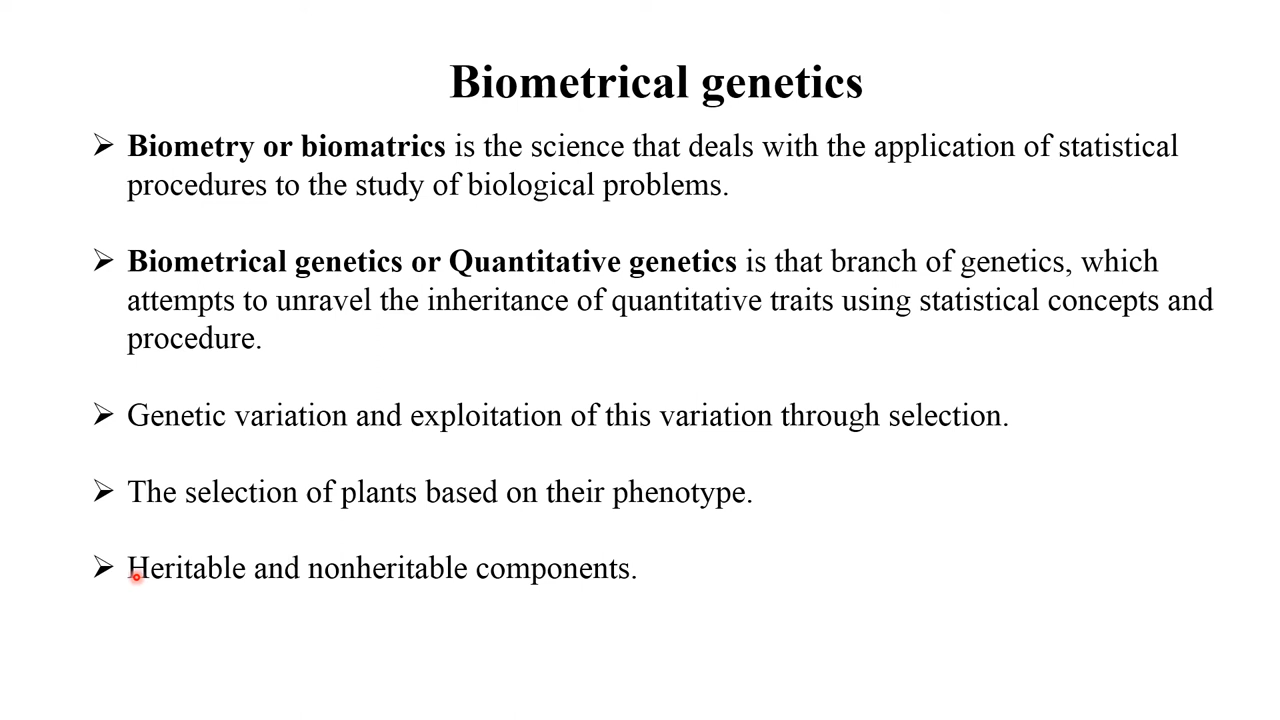 Biometrical genetics
➢ Biometry or biomatrics is the science that deals with the application of statistical
procedures to the study of biological problems.
➢ Biometrical genetics or Quantitative genetics is that branch of genetics, which
attempts to unravel the inheritance of quantitative traits using statistical concepts and
procedure.
➢ Genetic variation and exploitation of this variation through selection.
➢ The selection of plants based on their phenotype.
➢ Heritable and nonheritable components.